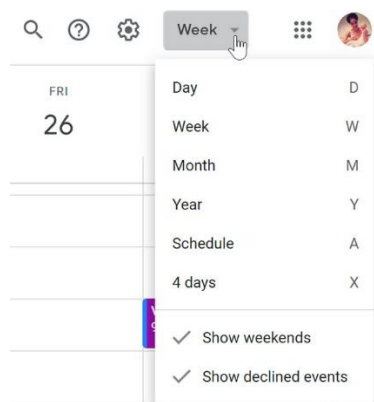 Week
FRI
26
Day D
Week W
Month M
Year Y
Schedule A
4 days X
Show weekends
Show declined events